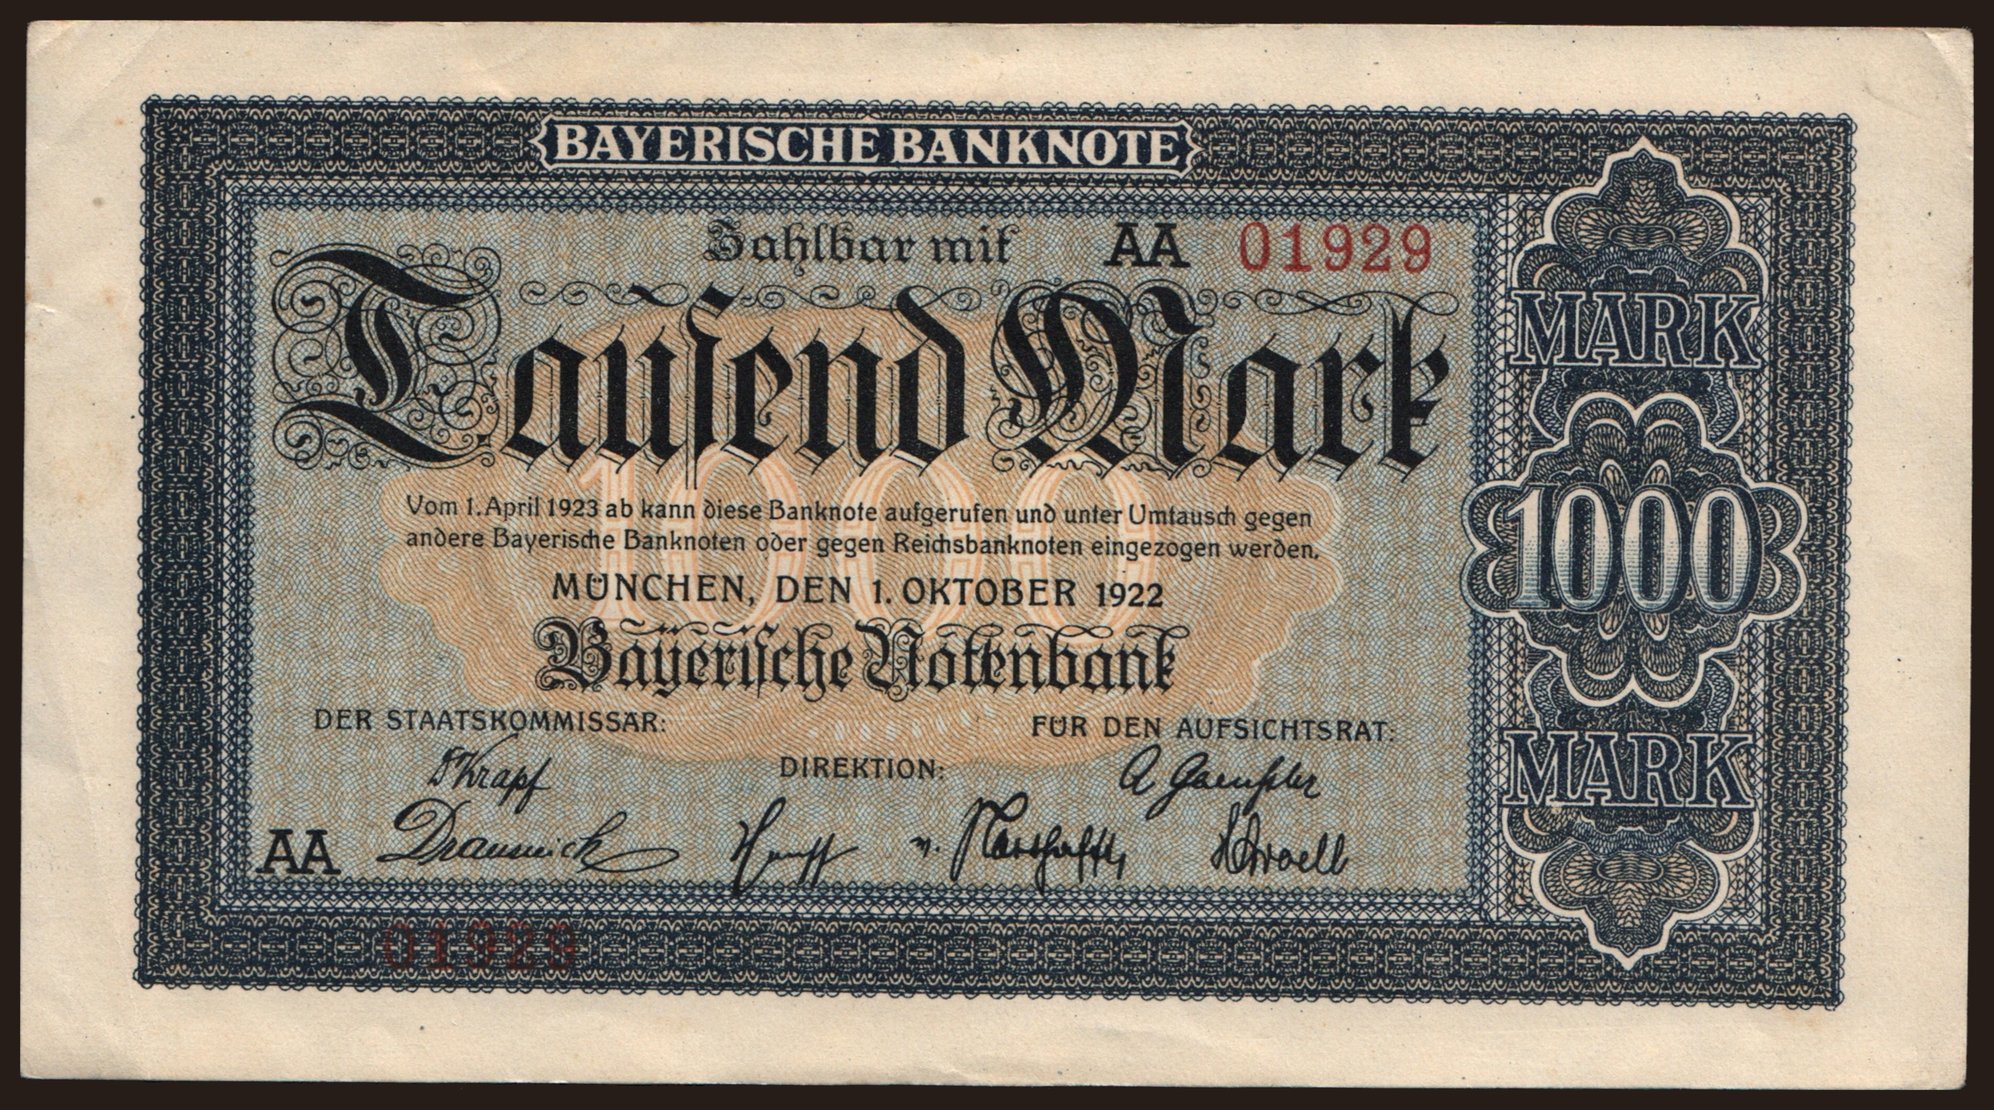 BAYERISCHE BANKNOTE
Zahlbar mit AA 01929
Tausend Mark
MARK
1000
MARK
1000
Vom 1. April 1923 ab kann diese Banknote aufgerufen und unter Umtausch gegen
andere Bayerische Banknoten oder gegen Reichsbanknoten eingezogen werden.
MÜNCHEN, DEN 1. OKTOBER 1922
Bayerische Notenbank
DER STAATSKOMMISSAR:
FÜR DEN AUFSICHTSRAT:
DIREKTION:
Krapf
AA
01929